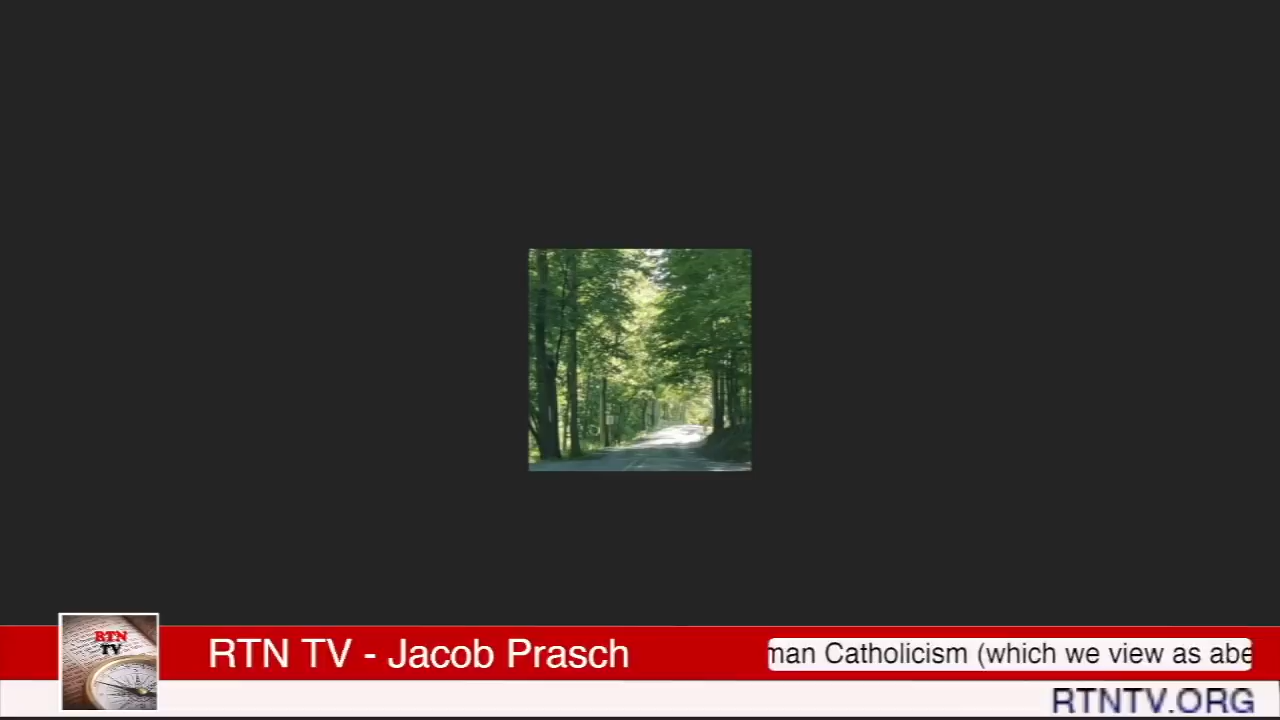 RTN
TV
RTN TV - Jacob Prasch
man Catholicism (which we view as abe
RTNTV.ORG